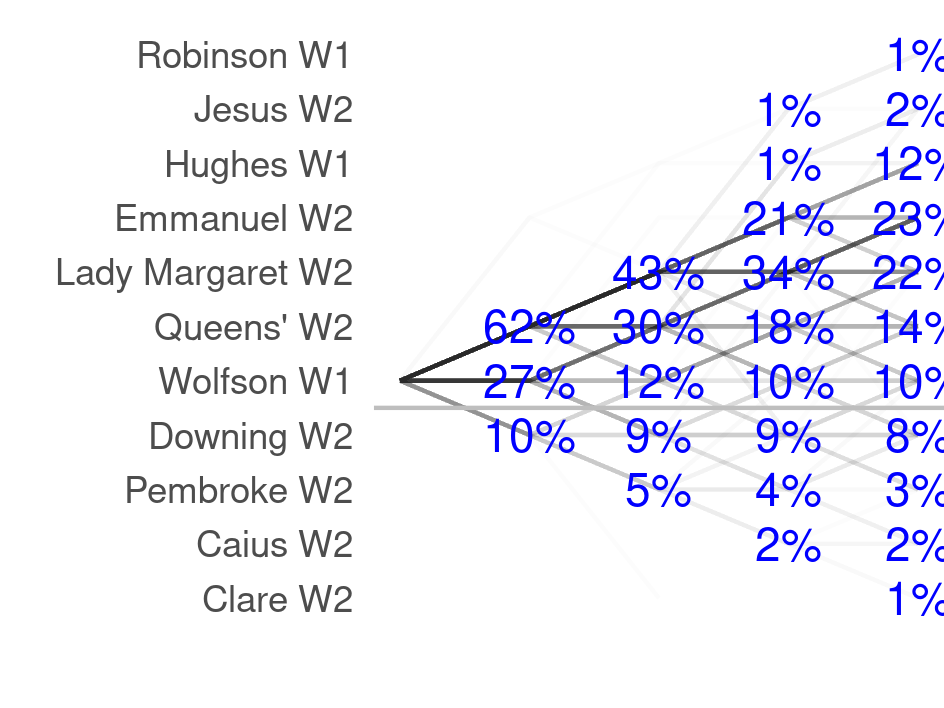 Robinson W1 1%
Jesus W2 1% 2%
Hughes W1 1% 12%
Emmanuel W2 21% 23%
Lady Margaret W2 43% 34% 22%
Queens' W2 62% 30% 18% 14%
Wolfson W1 27% 12% 10% 10%
Downing W2 10% 9% 9% 8%
Pembroke W2 5% 4% 3%
Caius W2 2% 2%
Clare W2 1%